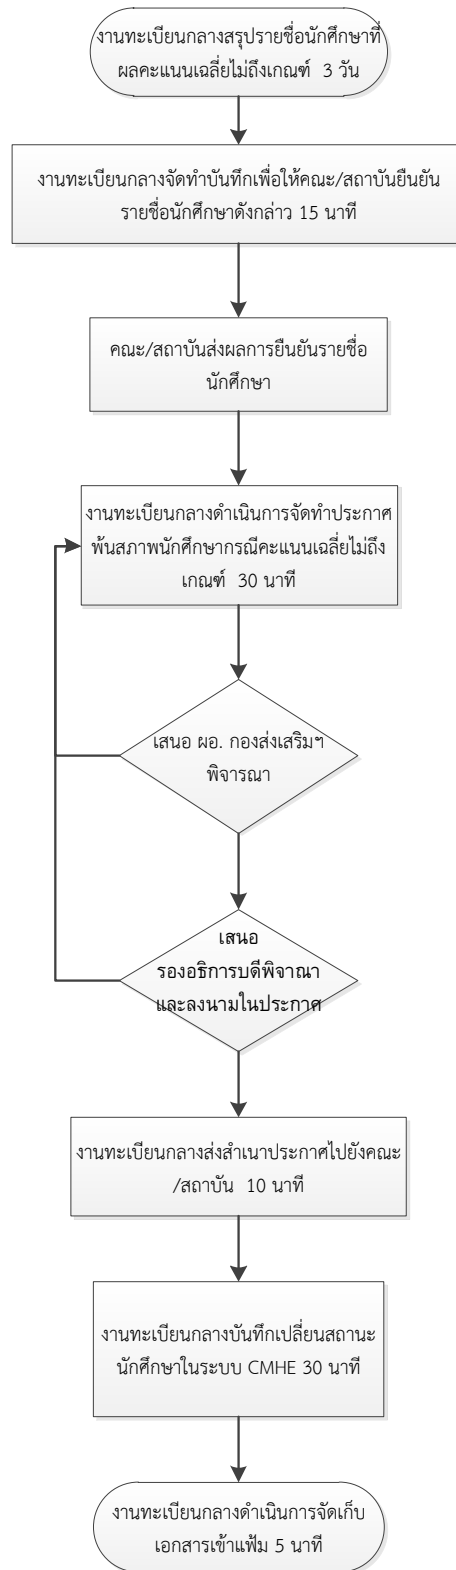 งานทะเบียนกลางสรุปรายชื่อนักศึกษาที่
ผลคะแนนเฉลี่ยไม่ถึงเกณฑ์  3 วัน
งานทะเบียนกลางจัดทำบันทึกเพื่อให้คณะ/สถาบันยืนยัน
รายชื่อนักศึกษาดังกล่าว 15 นาที
คณะ/สถาบันส่งผลการยืนยันรายชื่อ
นักศึกษา
งานทะเบียนกลางดำเนินการจัดทำประกาศ
พ้นสภาพนักศึกษากรณีคะแนนเฉลี่ยไม่ถึง
เกณฑ์  30 นาที
เสนอ ผอ. กองส่งเสริมฯ
พิจารณา
เสนอ
รองอธิการบดีพิจาณา
และลงนามในประกาศ
งานทะเบียนกลางส่งสำเนาประกาศไปยังคณะ
/สถาบัน  10 นาที
งานทะเบียนกลางบันทึกเปลี่ยนสถานะ
นักศึกษาในระบบ CMHE 30 นาที
งานทะเบียนกลางดำเนินการจัดเก็บ
เอกสารเข้าแฟ้ม 5 นาที